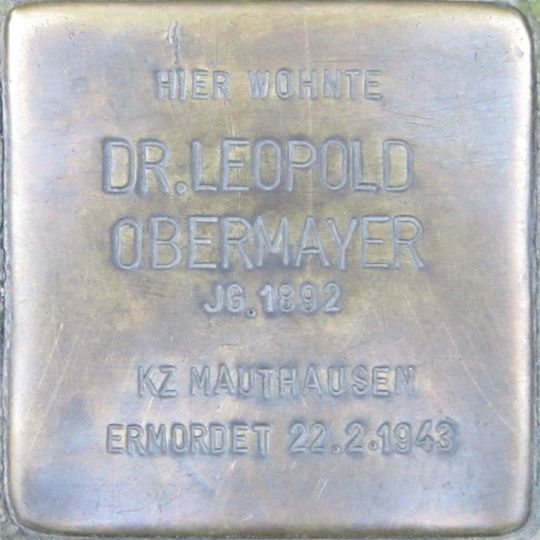 HIER WOHNTE
DR. LEOPOLD
OBERMAYER
JG. 1892
KZ MAUTHAUSEN
ERMORDET 22.2.1943